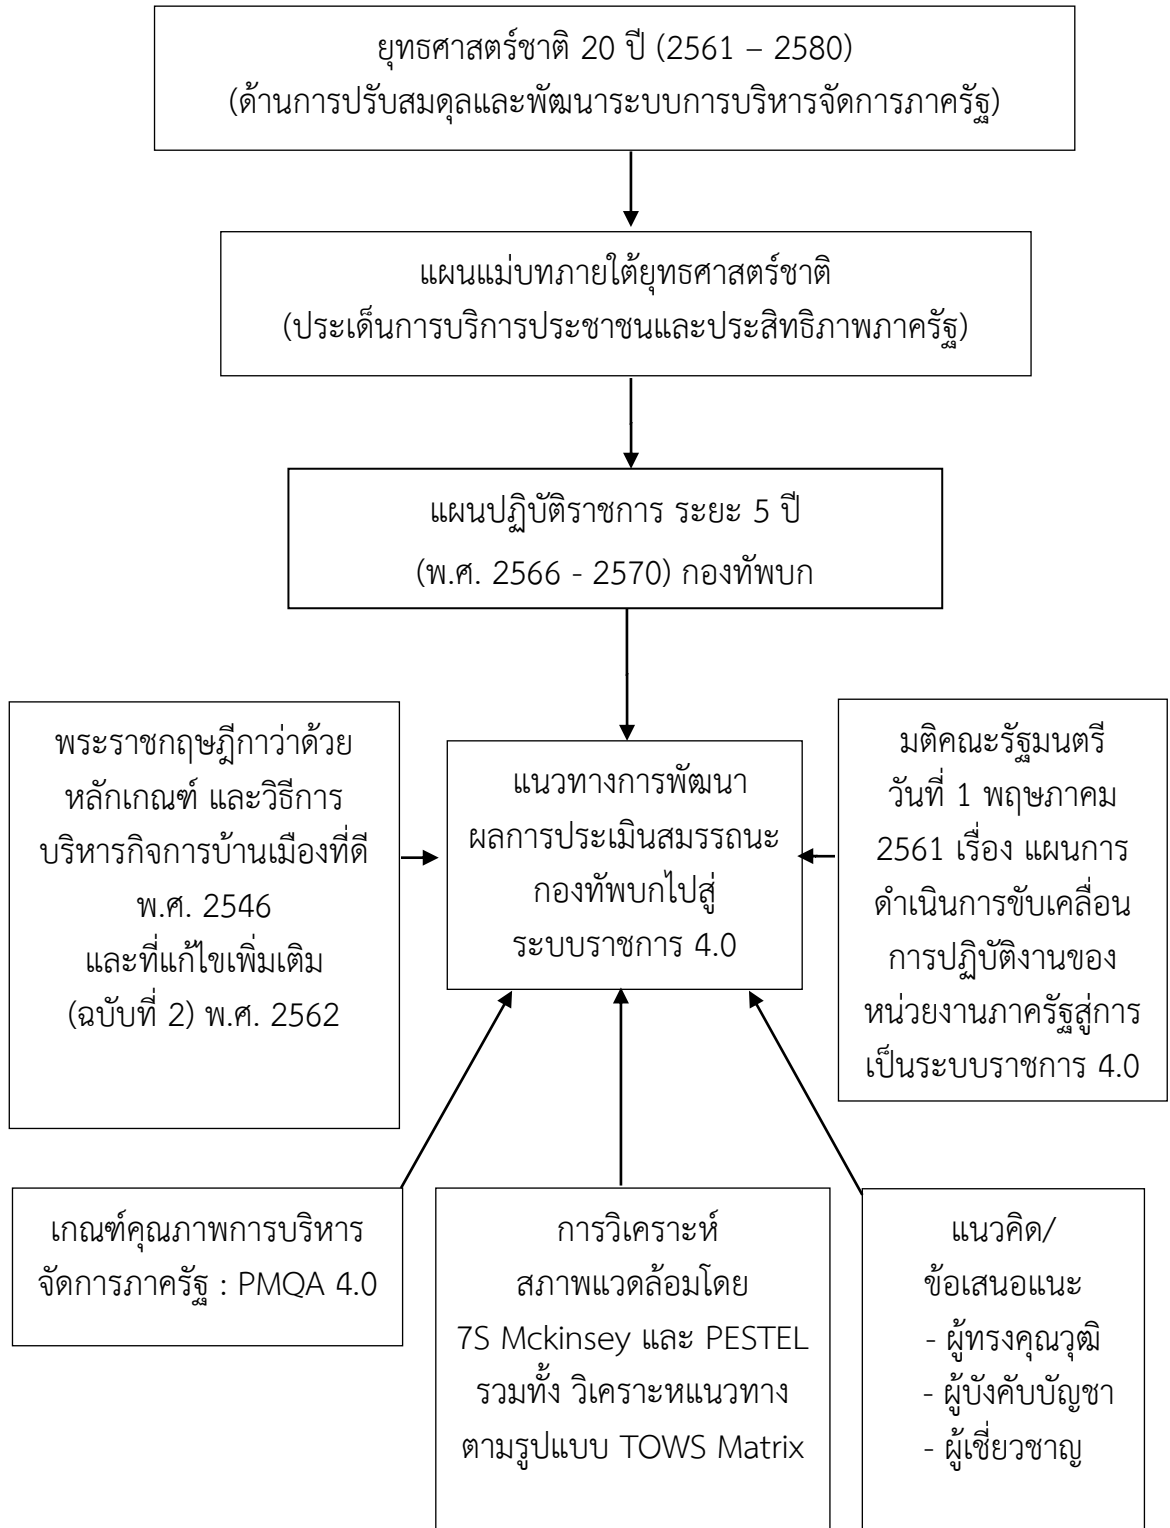 ยุทธศาสตร์ชาติ 20 ปี (2561 – 2580)
(ด้านการปรับสมดุลและพัฒนาระบบการบริหารจัดการภาครัฐ)
แผนแม่บทภายใต้ยุทธศาสตร์ชาติ
(ประเด็นการบริการประชาชนและประสิทธิภาพภาครัฐ)
แผนปฏิบัติราชการ ระยะ 5 ปี
(พ.ศ. 2566 - 2570) กองทัพบก
พระราชกฤษฎีกาว่าด้วย
หลักเกณฑ์ และวิธีการ
บริหารกิจการบ้านเมืองที่ดี
พ.ศ. 2546
และที่แก้ไขเพิ่มเติม
(ฉบับที่ 2) พ.ศ. 2562
แนวทางการพัฒนา
ผลการประเมินสมรรถนะ
กองทัพบกไปสู่
ระบบราชการ 4.0
มติคณะรัฐมนตรี
วันที่ 1 พฤษภาคม
2561 เรื่อง แผนการ
ดำเนินการขับเคลื่อน
การปฏิบัติงานของ
หน่วยงานภาครัฐสู่การ
เป็นระบบราชการ 4.0
เกณฑ์คุณภาพการบริหาร
จัดการภาครัฐ : PMQA 4.0
การวิเคราะห์
สภาพแวดล้อมโดย
7S Mckinsey และ PESTEL
รวมทั้ง วิเคราะหแนวทาง
ตามรูปแบบ TOWS Matrix
แนวคิด/
ข้อเสนอแนะ
- ผู้ทรงคุณวุฒิ
- ผู้บังคับบัญชา
- ผู้เชี่ยวชาญ